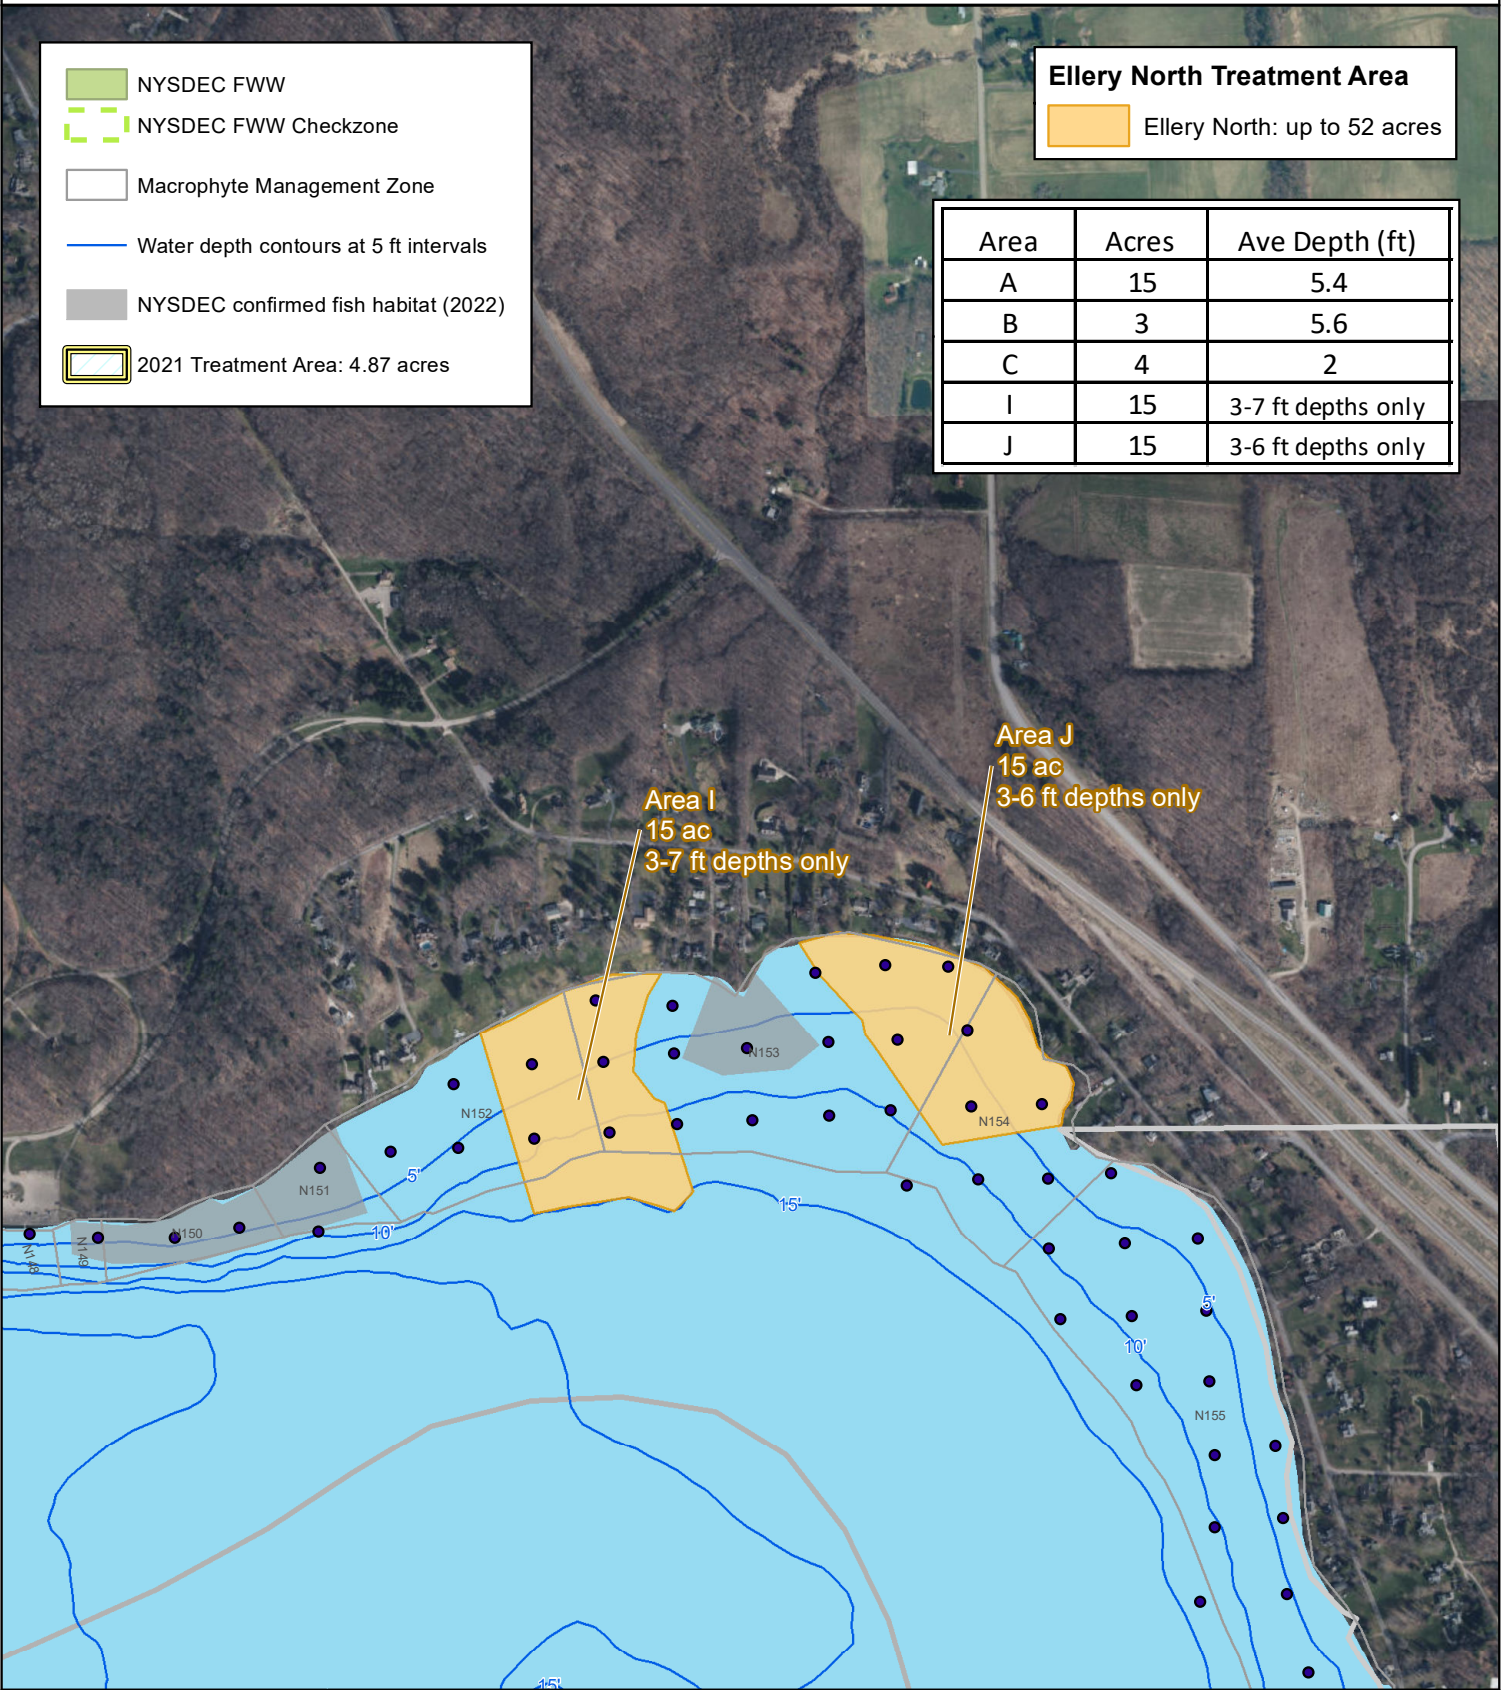 NYSDEC FWW
NYSDEC FWW Checkzone
Macrophyte Management Zone
Water depth contours at 5 ft intervals
NYSDEC confirmed fish habitat (2022)
2021 Treatment Area: 4.87 acres
Ellery North Treatment Area
Ellery North: up to 52 acres
Area Acres Ave Depth (ft)
A 15 5.4
B 3 5.6
C 4 2
I 15 3-7 ft depths only
J 15 3-6 ft depths only
Area J
15 ac
3-6 ft depths only
Area I
15 ac
3-7 ft depths only
N153
N152
N154
5'
N151
15'
N150
10'
N149
N148
5'
10'
N155
15'